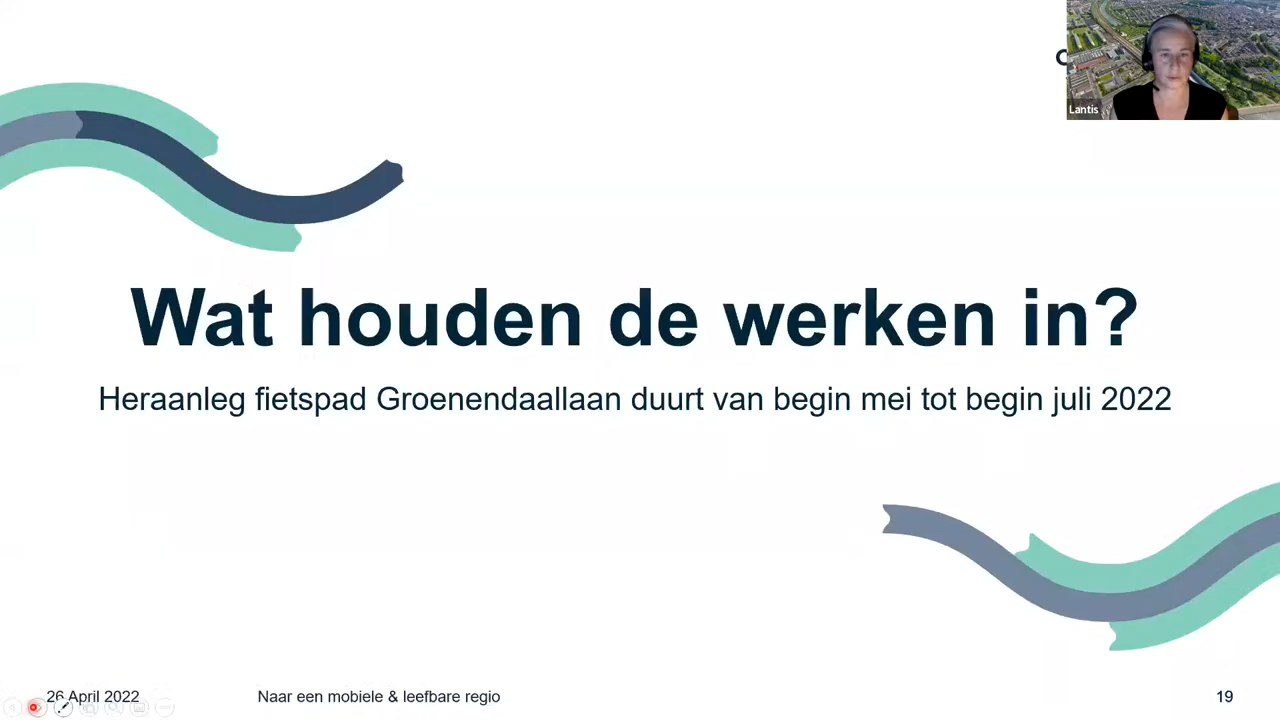 Lantis
Wat houden de werken in?
Heraanleg fietspad Groenendaallaan duurt van begin mei tot begin juli 2022
26 April 2022
Naar een mobiele & leefbare regio
19